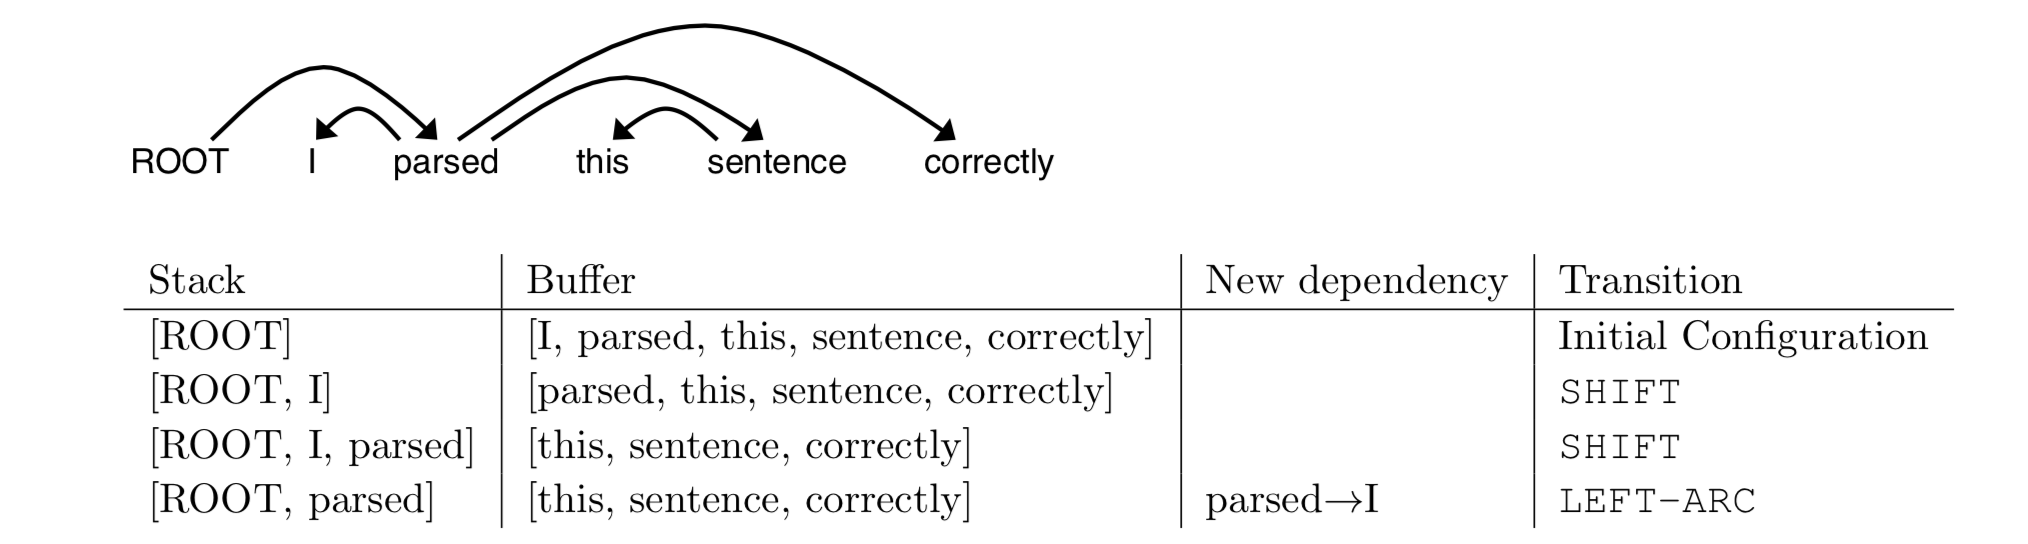 ROOT I parsed this sentence correctly
Stack Buffer New dependency Transition
[ROOT] [I, parsed, this, sentence, correctly] Initial Configuration
[ROOT, I] [parsed, this, sentence, correctly] SHIFT
[ROOT, I, parsed] [this, sentence, correctly] SHIFT
[ROOT, parsed] [this, sentence, correctly] parsed→I LEFT-ARC